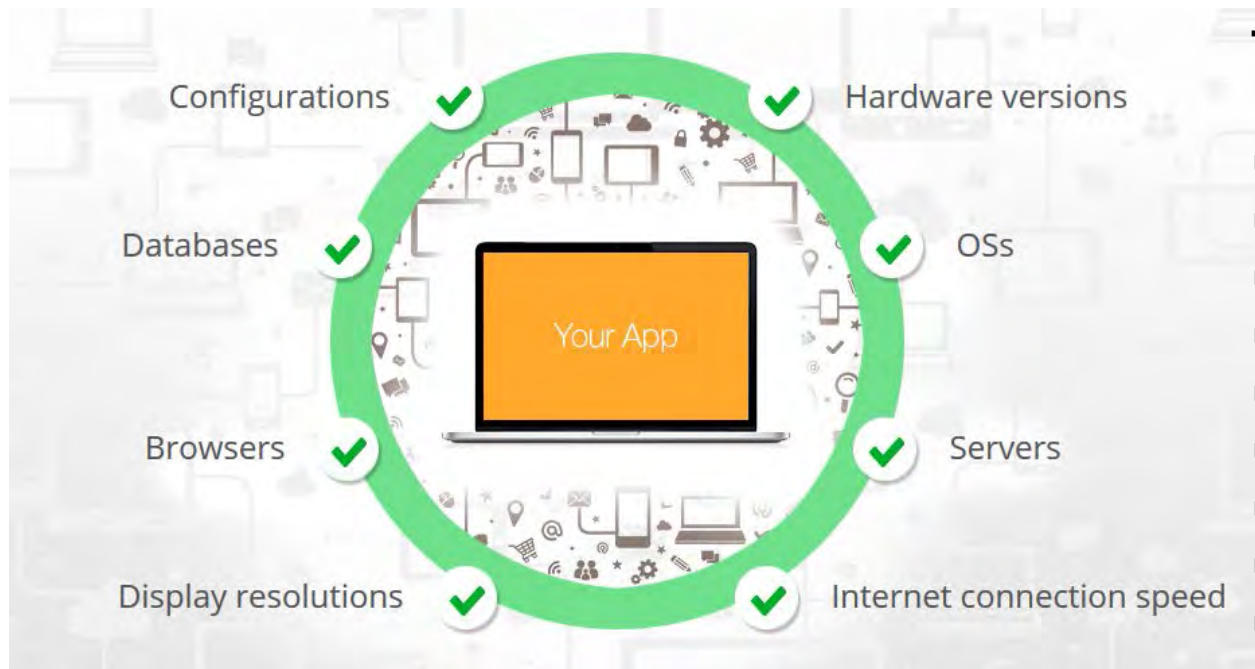 Configurations
Hardware versions
Databases
OSs
Your App
Browsers
Servers
Display resolutions
Internet connection speed